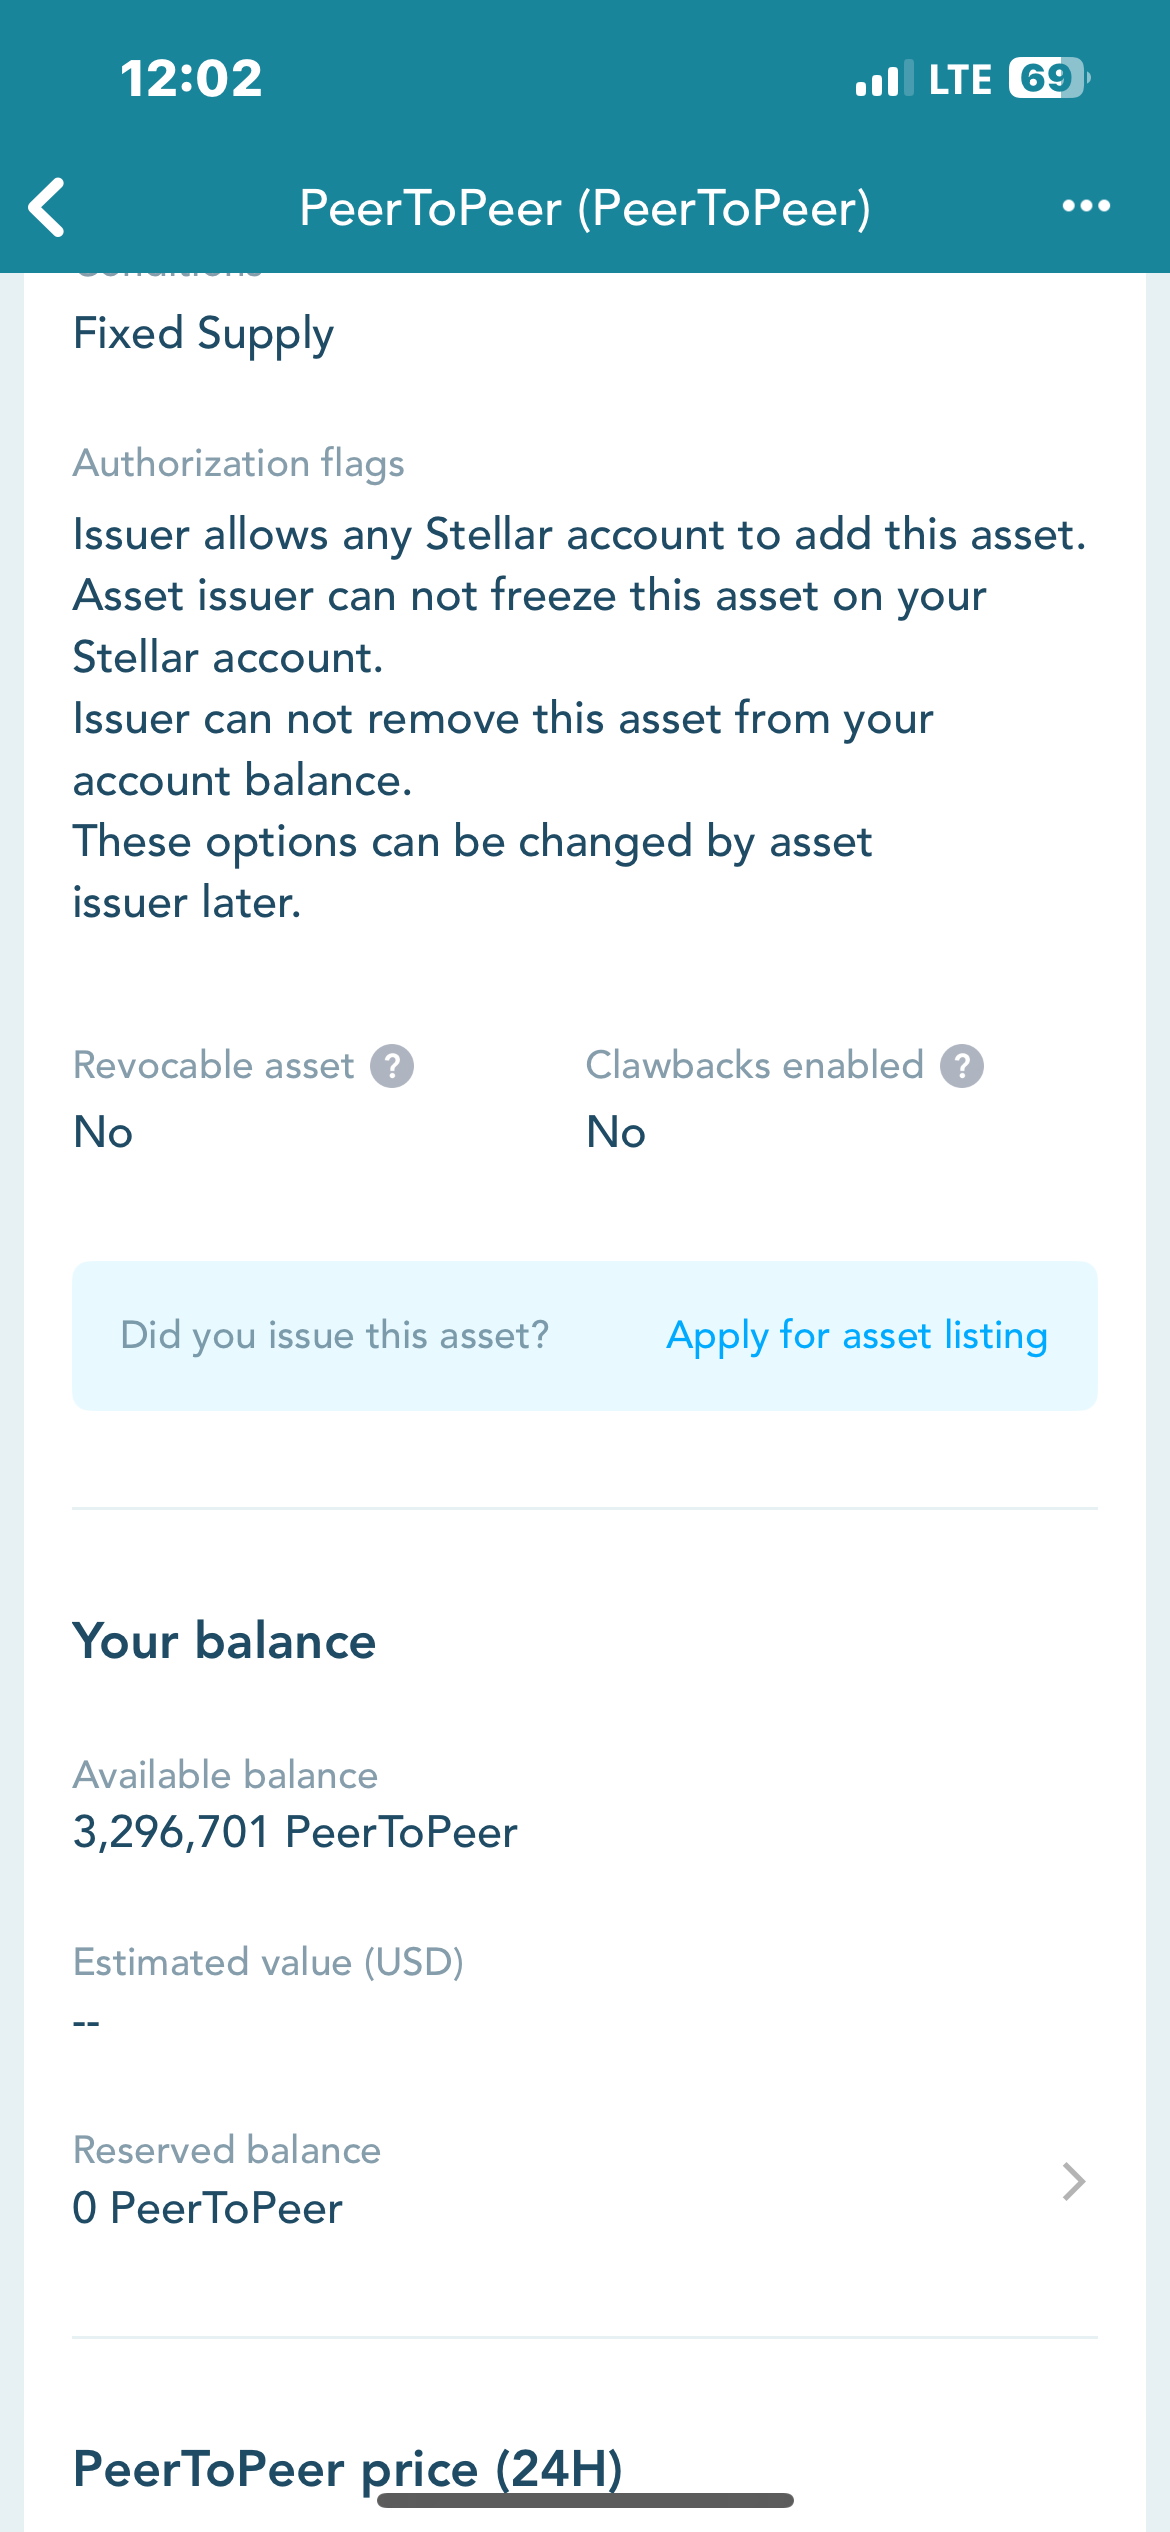 12:02
LTE 69
PeerToPeer (PeerToPeer)
Fixed Supply
Authorization flags
Issuer allows any Stellar account to add this asset.
Asset issuer can not freeze this asset on your
Stellar account.
Issuer can not remove this asset from your
account balance.
These options can be changed by asset
issuer later.
Revocable asset ? Clawbacks enabled ?
No No
Did you issue this asset? Apply for asset listing
Your balance
Available balance
3,296,701 PeerToPeer
Estimated value (USD)
--
Reserved balance
0 PeerToPeer
PeerToPeer price (24H)